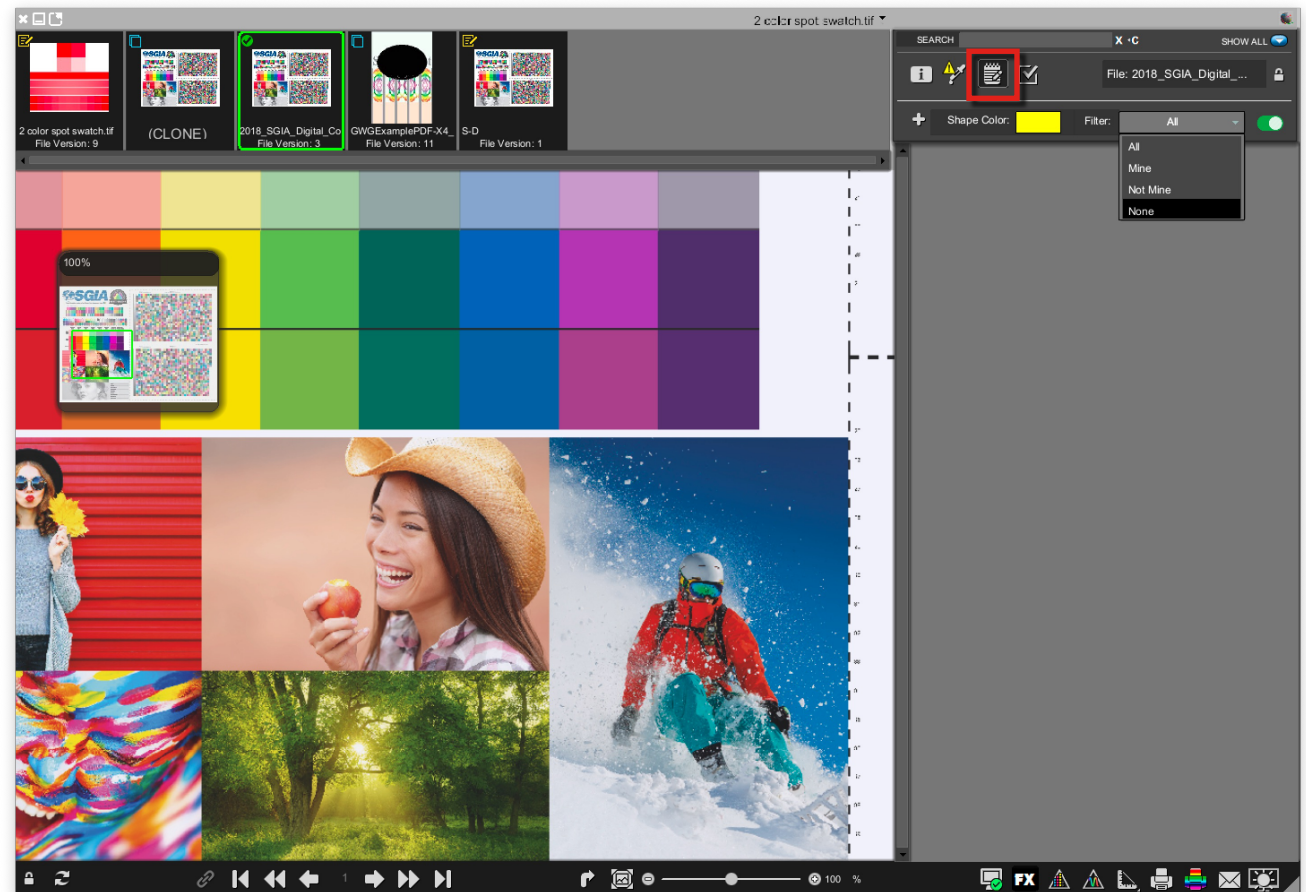 2 color spot swatch.tif
SEARCH
X
C
SHOW ALL
File: 2018_SGIA_Digital_...
Shape Color:
Filter:
All
All
Mine
Not Mine
None
2 color spot swatch.tif
File Version: 9
(CLONE)
2018_SGIA_Digital_Co
File Version: 3
GWGExamplePDF-X4_
File Version: 11
S-D
File Version: 1
100%
SGIA
1
100 %
FX